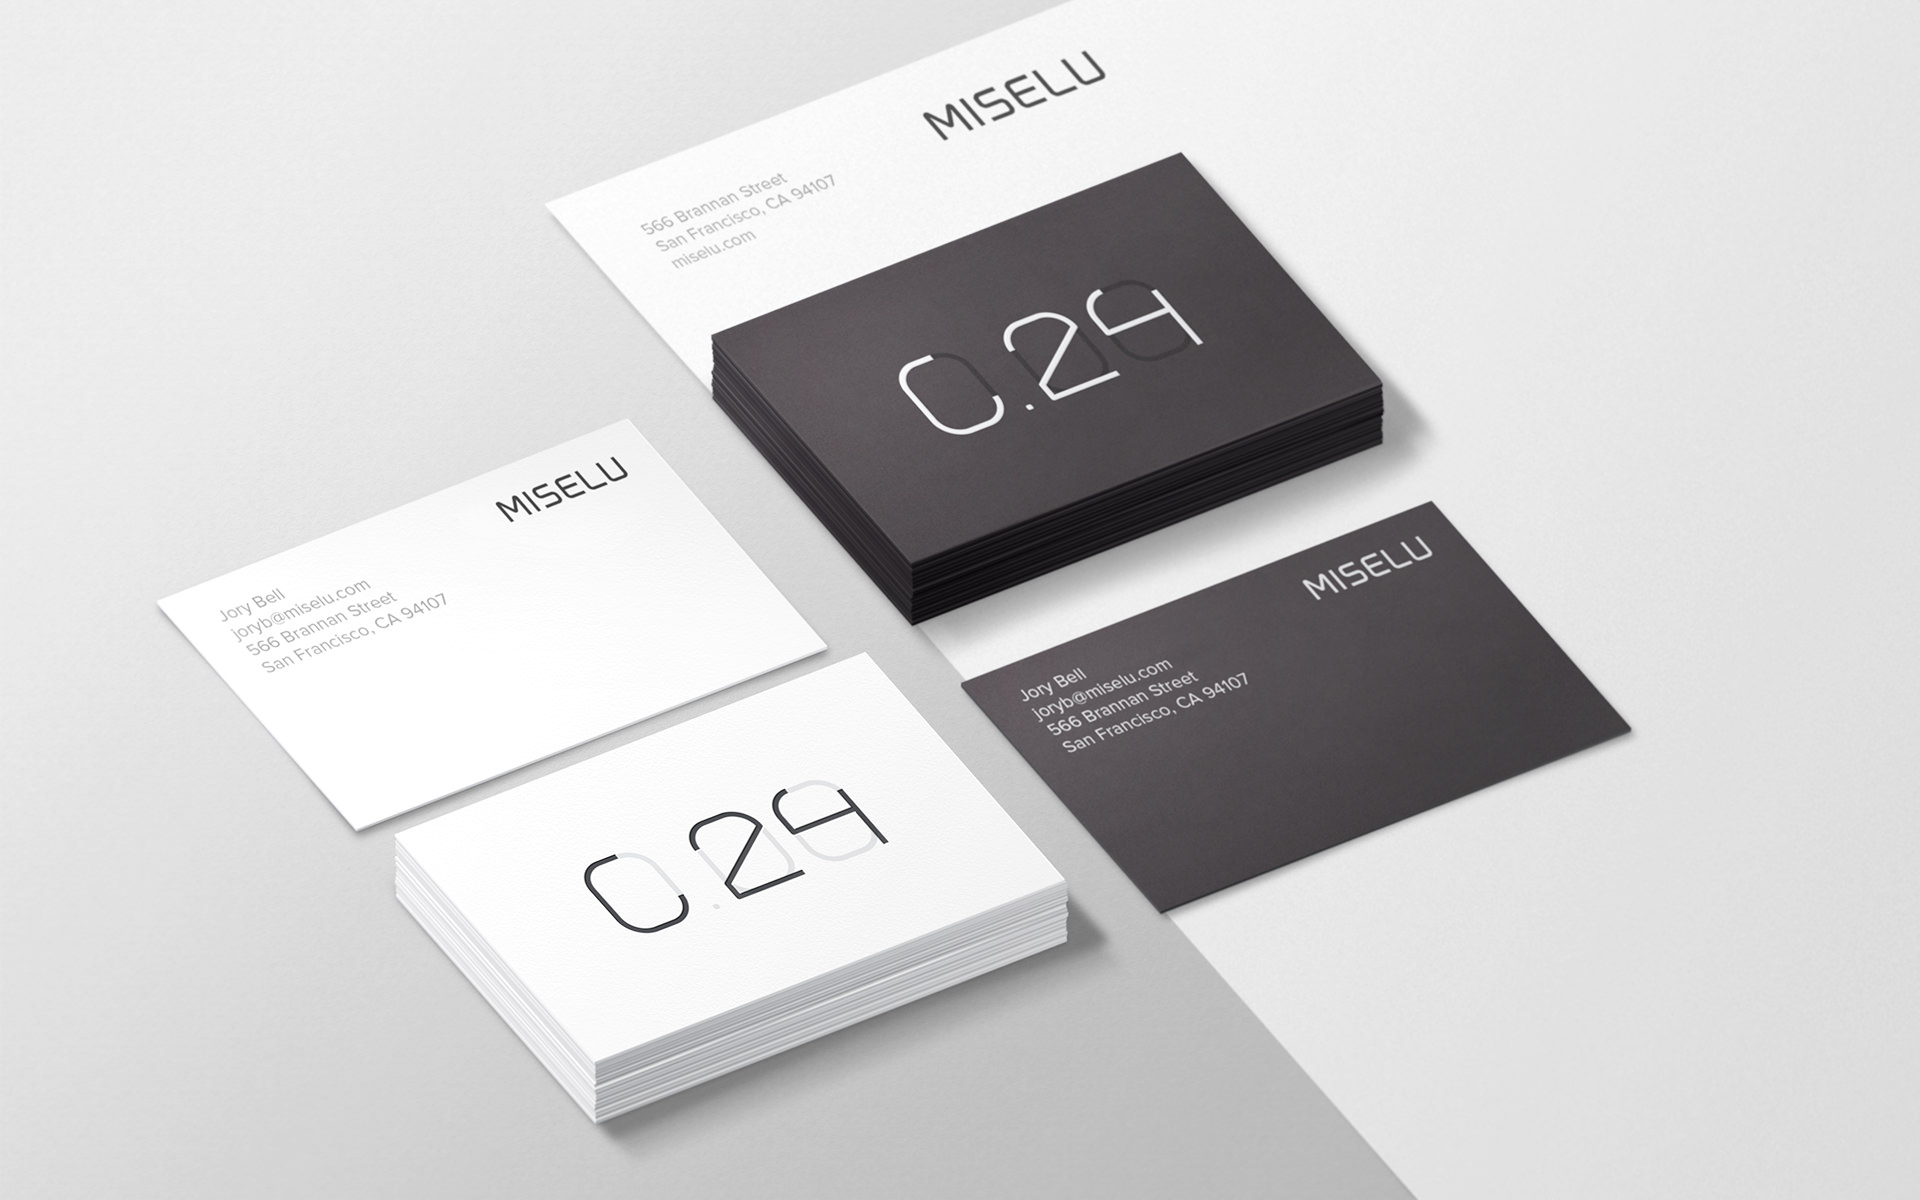 MISELU
566 Brannan Street
San Francisco, CA 94107
miselu.com
0.24
MISELU
Jory Bell
joryb@miselu.com
566 Brannan Street
San Francisco, CA 94107
MISELU
Jory Bell
joryb@miselu.com
566 Brannan Street
San Francisco, CA 94107
0.24